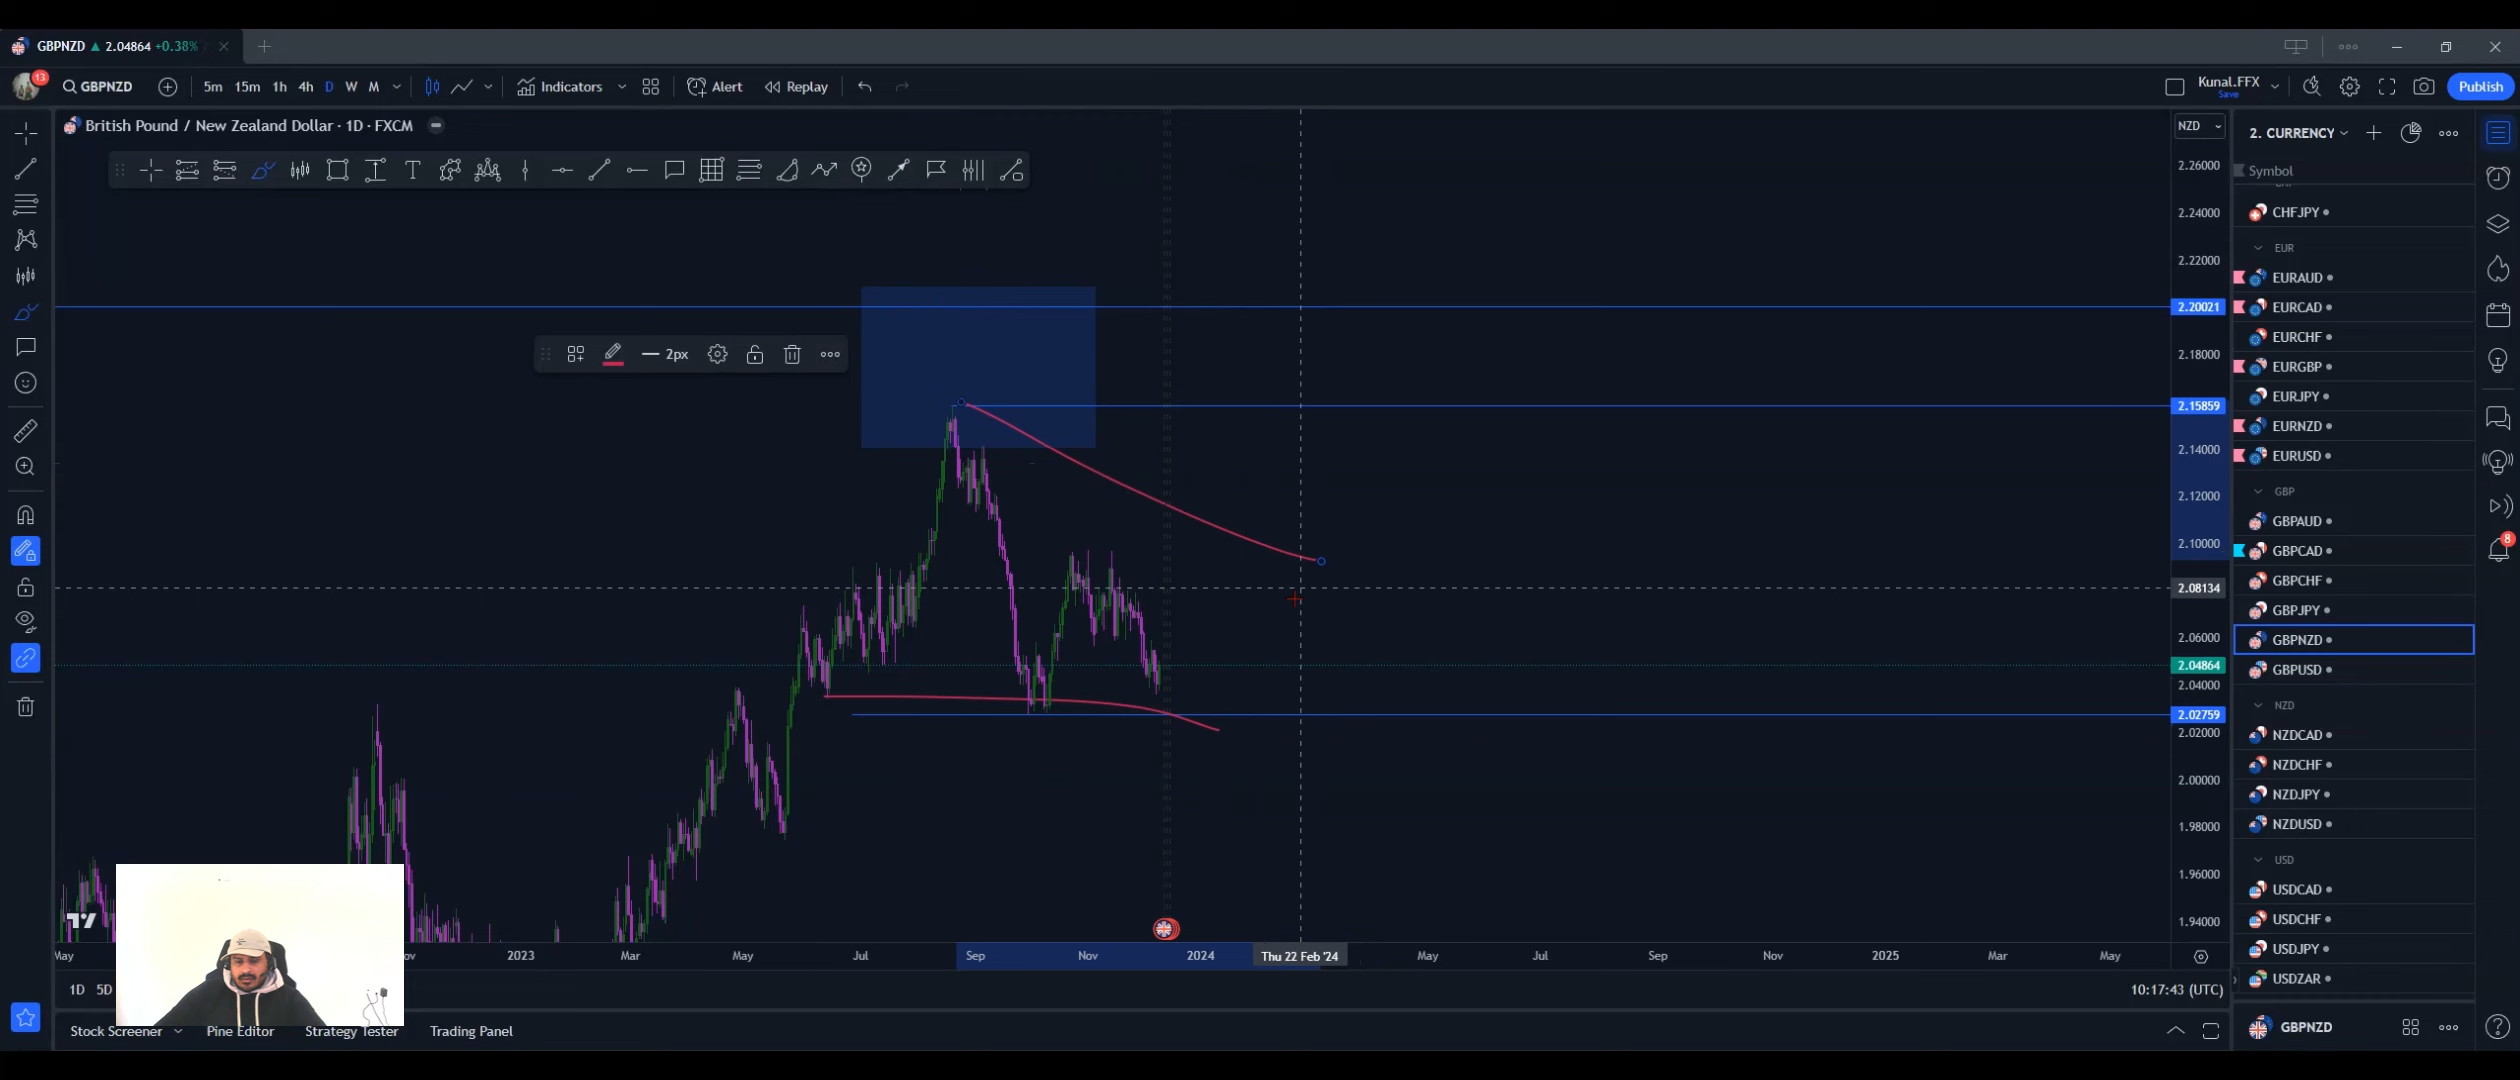 GBPNZD ▲ 2.04864 +0.38%
13 GBPNZD 5m 15m 1h 4h D W M Indicators Alert Replay Kunal.FFX Save Publish
British Pound / New Zealand Dollar · 1D · FXCM
NZD
2. CURRENCY
Symbol
2.26000
2.24000
2.22000
2.20021
2.18000
2.15859
2.14000
2.12000
2.10000
2.08134
2.06000
2.04864
2.04000
2.02759
2.02000
2.00000
1.98000
1.96000
1.94000
2px
CHFJPY
EUR
EURAUD
EURCAD
EURCHF
EURGBP
EURJPY
EURNZD
EURUSD
GBP
GBPAUD
GBPCAD
GBPCHF
GBPJPY
GBPNZD
GBPUSD
NZD
NZDCAD
NZDCHF
NZDJPY
NZDUSD
USD
USDCAD
USDCHF
USDJPY
USDZAR
8
May ov 2023 Mar May Jul Sep Nov 2024 Thu 22 Feb '24 May Jul Sep Nov 2025 Mar May
1D 5D
10:17:43 (UTC)
Stock Screener Pine Editor Strategy Tester Trading Panel
GBPNZD